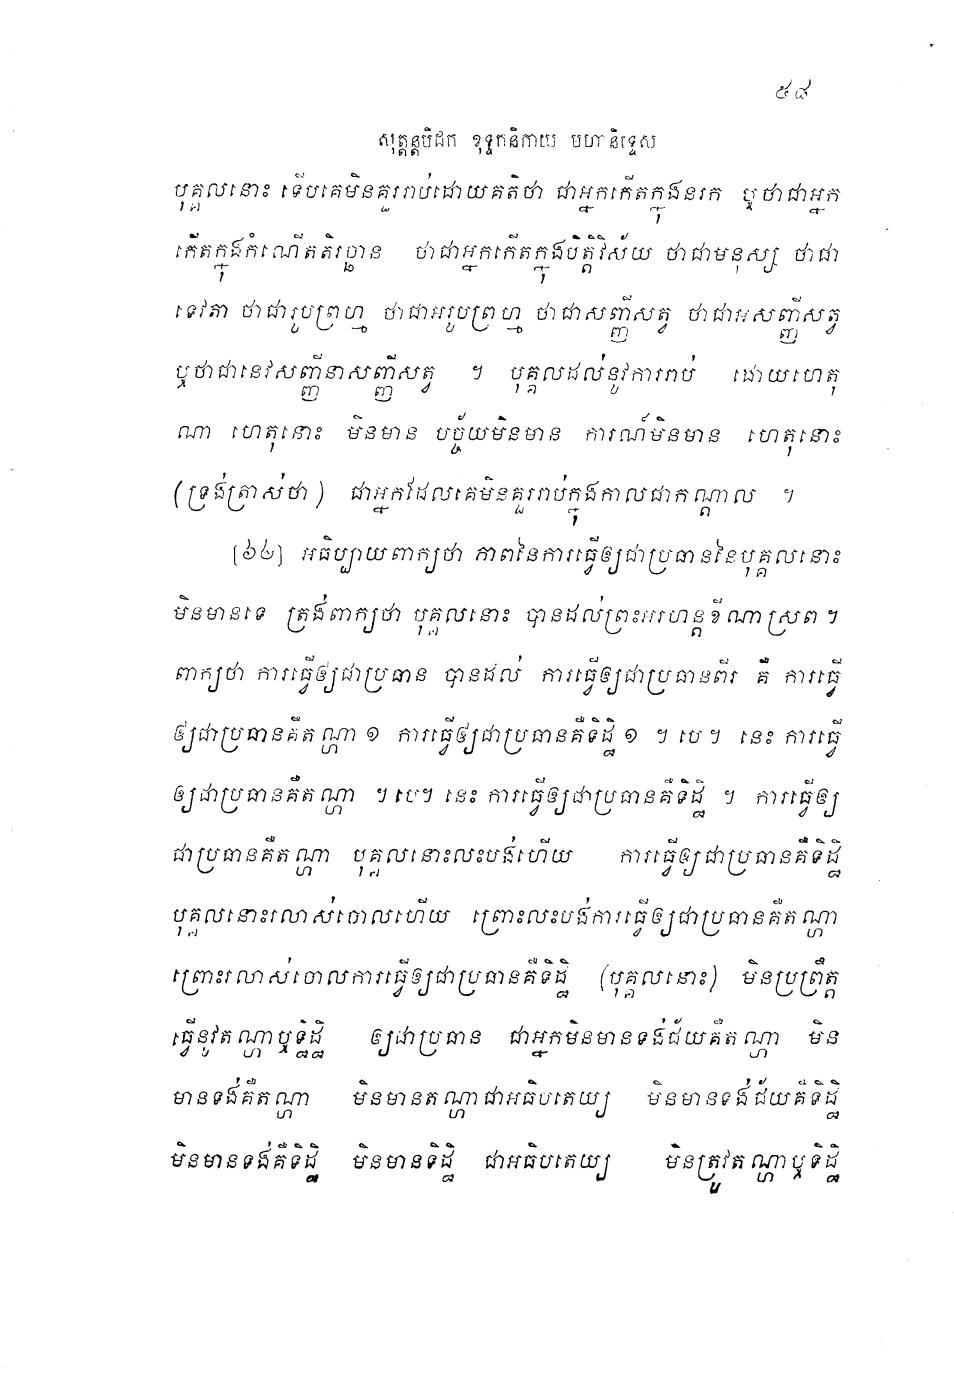 ៥៨
សុត្តន្តបិដក ខុទ្ទកនិកាយ មហានិទ្ទេស
បុគ្គលនោះ ទើបគេមិនគួររាប់ដោយគតិថា ជាអ្នកកើតក្នុងនរក ឬថាជាអ្នក
កើតក្នុងកំណើតតិរច្ឆាន ថាជាអ្នកកើតក្នុងបិត្តិវិស័យ ថាជាមនុស្ស ថាជា
ទេវតា ថាជារូបព្រហ្ម ថាជាអរូបព្រហ្ម ថាជាសញ្ញីសត្វ ថាជាអសញ្ញីសត្វ
ឬថាជានេវសញ្ញីនាសញ្ញីសត្វ ។ បុគ្គលដល់នូវការរាប់ ដោយហេតុ
ណា ហេតុនោះ មិនមាន បច្ច័យមិនមាន ការណ៍មិនមាន ហេតុនោះ
(ទ្រង់ត្រាស់ថា) ជាអ្នកដែលគេមិនគួររាប់ក្នុងកាលជាកណ្តាល ។
[៦៤] អធិប្បាយពាក្យថា ភាពនៃការធ្វើឲ្យជាប្រធាននៃបុគ្គលនោះ
មិនមានទេ ត្រង់ពាក្យថា បុគ្គលនោះ បានដល់ព្រះអរហន្តខីណាស្រព ។
ពាក្យថា ការធ្វើឲ្យជាប្រធាន បានដល់ ការធ្វើឲ្យជាប្រធានពីរ គឺ ការធ្វើ
ឲ្យជាប្រធានគឺតណ្ហា ១ ការធ្វើឲ្យជាប្រធានគឺទិដ្ឋិ ១ ។ បេ ។ នេះ ការធ្វើ
ឲ្យជាប្រធានគឺតណ្ហា ។ បេ ។ នេះ ការធ្វើឲ្យជាប្រធានគឺទិដ្ឋិ ។ ការធ្វើឲ្យ
ជាប្រធានគឺតណ្ហា បុគ្គលនោះលះបង់ហើយ ការធ្វើឲ្យជាប្រធានគឺទិដ្ឋិ
បុគ្គលនោះរលាស់ចោលហើយ ព្រោះលះបង់ការធ្វើឲ្យជាប្រធានគឺតណ្ហា
ព្រោះរលាស់ចោលការធ្វើឲ្យជាប្រធានគឺទិដ្ឋិ (បុគ្គលនោះ) មិនប្រព្រឹត្ត
ធ្វើនូវតណ្ហាឬទិដ្ឋិ ឲ្យជាប្រធាន ជាអ្នកមិនមានទង់ជ័យគឺតណ្ហា មិន
មានទង់គឺតណ្ហា មិនមានតណ្ហាជាអធិបតេយ្យ មិនមានទង់ជ័យគឺទិដ្ឋិ
មិនមានទង់គឺទិដ្ឋិ មិនមានទិដ្ឋិ ជាអធិបតេយ្យ មិនត្រូវតណ្ហាឬទិដ្ឋិ